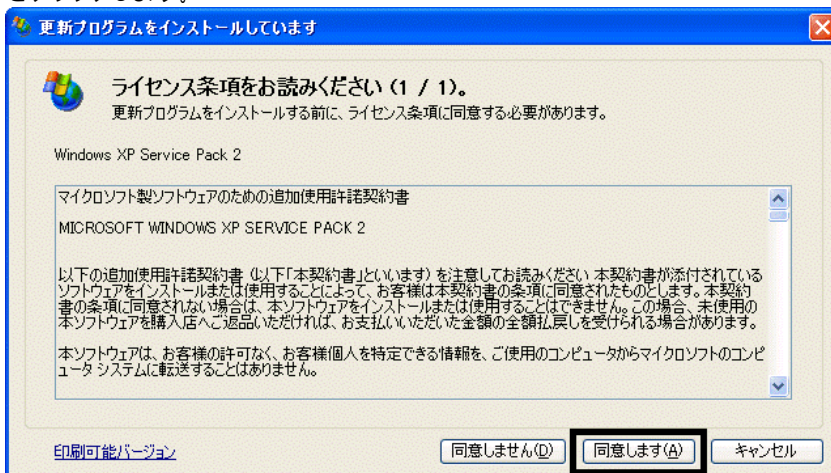 をクリックします。
更新プログラムをインストールしています
ライセンス条項をお読みください (1 / 1)。
更新プログラムをインストールする前に、ライセンス条項に同意する必要があります。
Windows XP Service Pack 2
マイクロソフト製ソフトウェアのための追加使用許諾契約書
MICROSOFT WINDOWS XP SERVICE PACK 2
以下の追加使用許諾契約書 (以下「本契約書」といいます) を注意してお読みください 本契約書が添付されている
ソフトウェアをインストールまたは使用することによって、お客様は本契約書の条項に同意されたものとします。本契約
書の条項に同意されない場合は、本ソフトウェアをインストールまたは使用することはできません。この場合、未使用の
本ソフトウェアを購入店へご返品いただければ、お支払いいただいた金額の全額払戻しを受けられる場合があります。
本ソフトウェアは、お客様の許可なく、お客様個人を特定できる情報を、ご使用のコンピュータからマイクロソフトのコンピ
ュータ システムに転送することはありません。
印刷可能バージョン 同意しません(D) 同意します(A) キャンセル